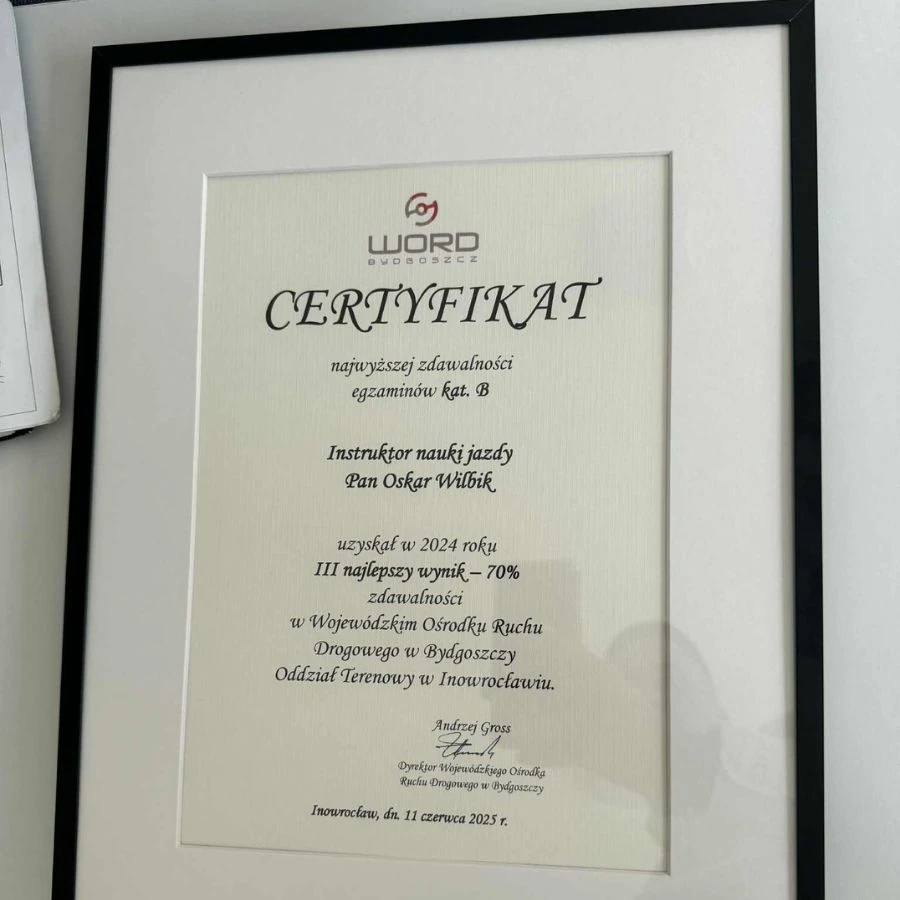 WORD
BYDGOSZCZ
CERTYFIKAT
najwyższej zdawalności
egzaminów kat. B
Instruktor nauki jazdy
Pan Oskar Wilbik
uzyskał w 2024 roku
III najlepszy wynik – 70%
zdawalności
w Wojewódzkim Ośrodku Ruchu
Drogowego w Bydgoszczy
Oddział Terenowy w Inowrocławiu.
Andrzej Gross
Dyrektor Wojewódzkiego Ośrodka
Ruchu Drogowego w Bydgoszczy
Inowrocław, dn. 11 czerwca 2025 r.